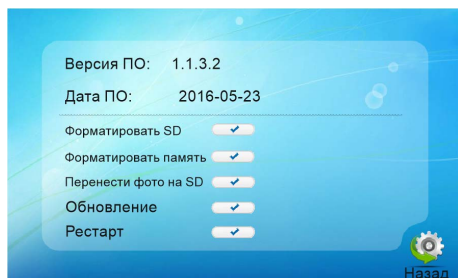 Версия ПО: 1.1.3.2
Дата ПО: 2016-05-23
Форматировать SD
Форматировать память
Перенести фото на SD
Обновление
Рестарт
Назад